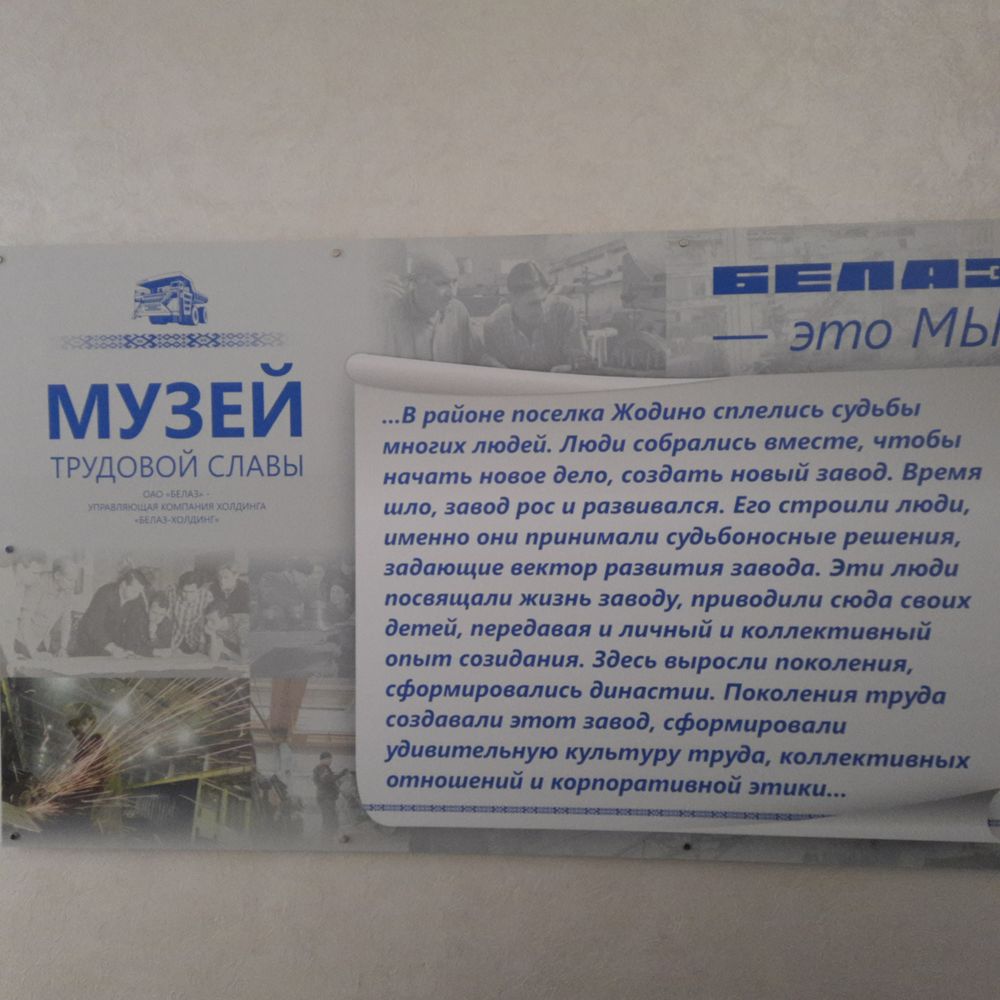 МУЗЕЙ
ТРУДОВОЙ СЛАВЫ
ОАО «БЕЛАЗ» -
УПРАВЛЯЮЩАЯ КОМПАНИЯ ХОЛДИНГА
«БЕЛАЗ-ХОЛДИНГ»
БЕЛАЗ
— это МЫ
...В районе поселка Жодино сплелись судьбы
многих людей. Люди собрались вместе, чтобы
начать новое дело, создать новый завод. Время
шло, завод рос и развивался. Его строили люди,
именно они принимали судьбоносные решения,
задающие вектор развития завода. Эти люди
посвящали жизнь заводу, приводили сюда своих
детей, передавая и личный и коллективный
опыт созидания. Здесь выросли поколения,
сформировались династии. Поколения труда
создавали этот завод, сформировали
удивительную культуру труда, коллективных
отношений и корпоративной этики...